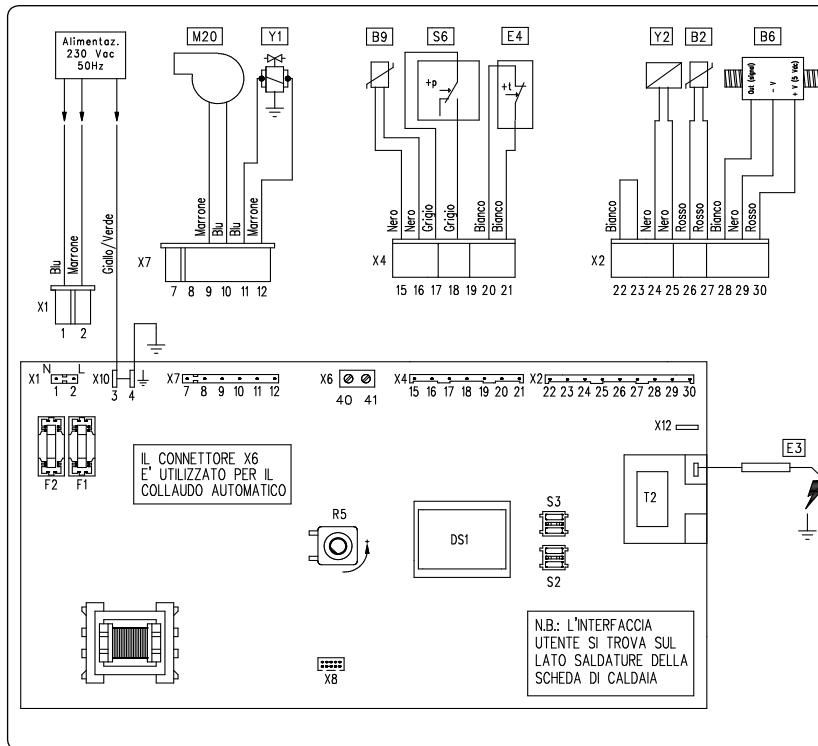 Alimentaz.
230 Vac
50Hz
M20
Y1
B9
S6
E4
Y2
B2
B6
+p
+t
Out (signal)
- V
+ V (5 Vdc)
Blu
Marrone
Giallo/Verde
Marrone
Blu
Blu
Marrone
Nero
Nero
Grigio
Grigio
Bianco
Bianco
Bianco
Nero
Nero
Rosso
Rosso
Bianco
Nero
Rosso
X1
1 2
X7
7 8 9 10 11 12
X4
15 16 17 18 19 20 21
X2
22 23 24 25 26 27 28 29 30
X1 N L
1 2
X10
3 4
X7
7 8 9 10 11 12
X6
40 41
X4
15 16 17 18 19 20 21
X2
22 23 24 25 26 27 28 29 30
X12
E3
F2 F1
IL CONNETTORE X6
E' UTILIZZATO PER IL
COLLAUDO AUTOMATICO
R5
+
DS1
S3
S2
T2
X8
N.B.: L'INTERFACCIA
UTENTE SI TROVA SUL
LATO SALDATURE DELLA
SCHEDA DI CALDAIA